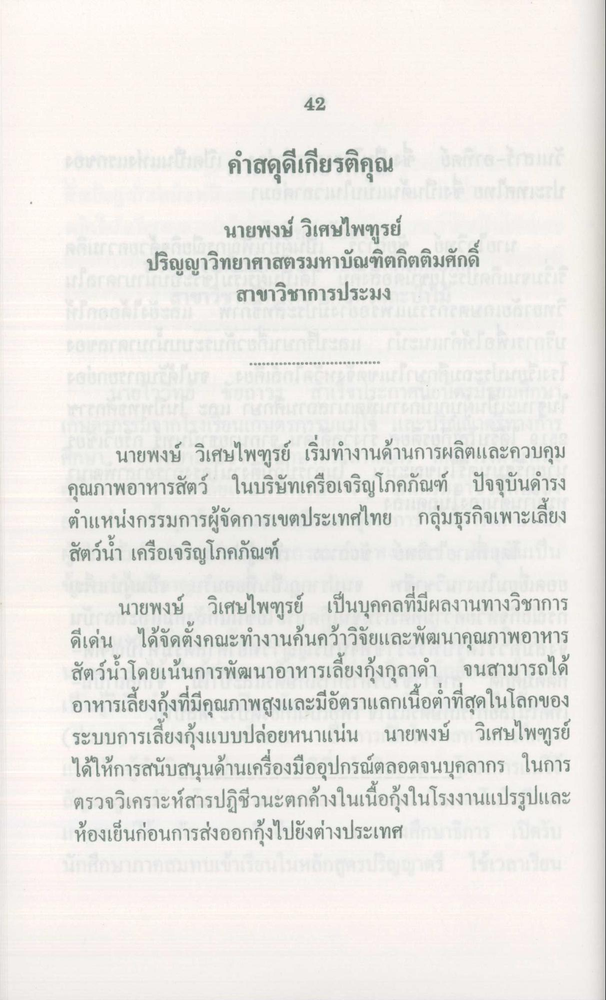 42
คำสดุดีเกียรติคุณ
นายพงษ์ วิเศษไพฑูรย์
ปริญญาวิทยาศาสตรมหาบัณฑิตกิตติมศักดิ์
สาขาวิชาการประมง
................................
นายพงษ์ วิเศษไพฑูรย์ เริ่มทำงานด้านการผลิตและควบคุม
คุณภาพอาหารสัตว์ ในบริษัทเครือเจริญโภคภัณฑ์ ปัจจุบันดำรง
ตำแหน่งกรรมการผู้จัดการเขตประเทศไทย กลุ่มธุรกิจเพาะเลี้ยง
สัตว์น้ำ เครือเจริญโภคภัณฑ์
นายพงษ์ วิเศษไพฑูรย์ เป็นบุคคลที่มีผลงานทางวิชาการ
ดีเด่น ได้จัดตั้งคณะทำงานค้นคว้าวิจัยและพัฒนาคุณภาพอาหาร
สัตว์น้ำโดยเน้นการพัฒนาอาหารเลี้ยงกุ้งกุลาดำ จนสามารถได้
อาหารเลี้ยงกุ้งที่มีคุณภาพสูงและมีอัตราแลกเนื้อต่ำที่สุดในโลกของ
ระบบการเลี้ยงกุ้งแบบปล่อยหนาแน่น นายพงษ์ วิเศษไพฑูรย์
ได้ให้การสนับสนุนด้านเครื่องมืออุปกรณ์ตลอดจนบุคลากร ในการ
ตรวจวิเคราะห์สารปฏิชีวนะตกค้างในเนื้อกุ้งในโรงงานแปรรูปและ
ห้องเย็นก่อนการส่งออกกุ้งไปยังต่างประเทศ